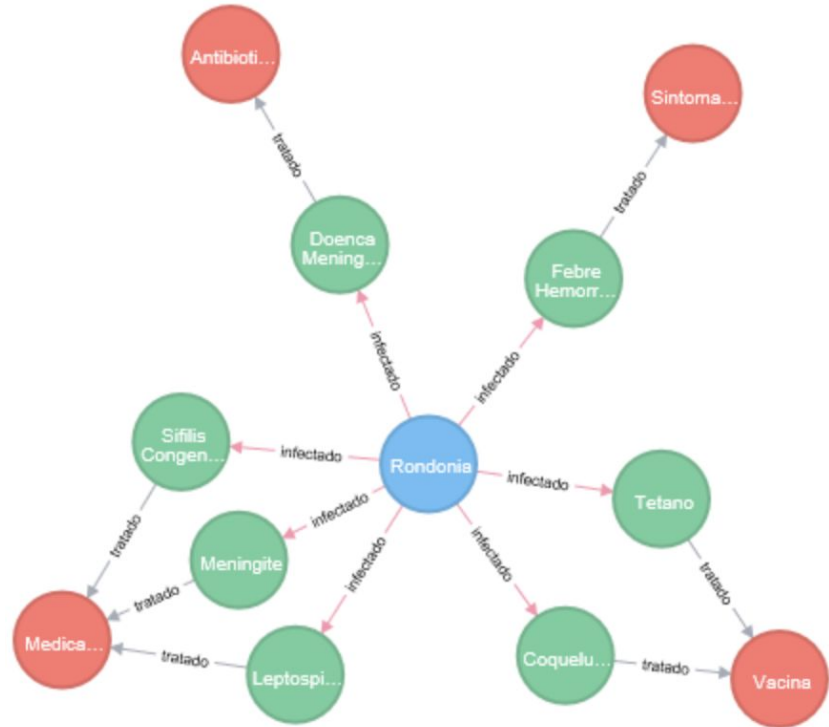 Antibioti...
Sintoma...
tratado
tratado
Doenca
Mening...
Febre
Hemorr...
infectado
infectado
Sifilis
Congen...
infectado
Rondonia
infectado
Tetano
infectado
tratado
Meningite
infectado
infectado
tratado
tratado
Medica...
tratado
Leptospi...
Coquelu...
tratado
Vacina